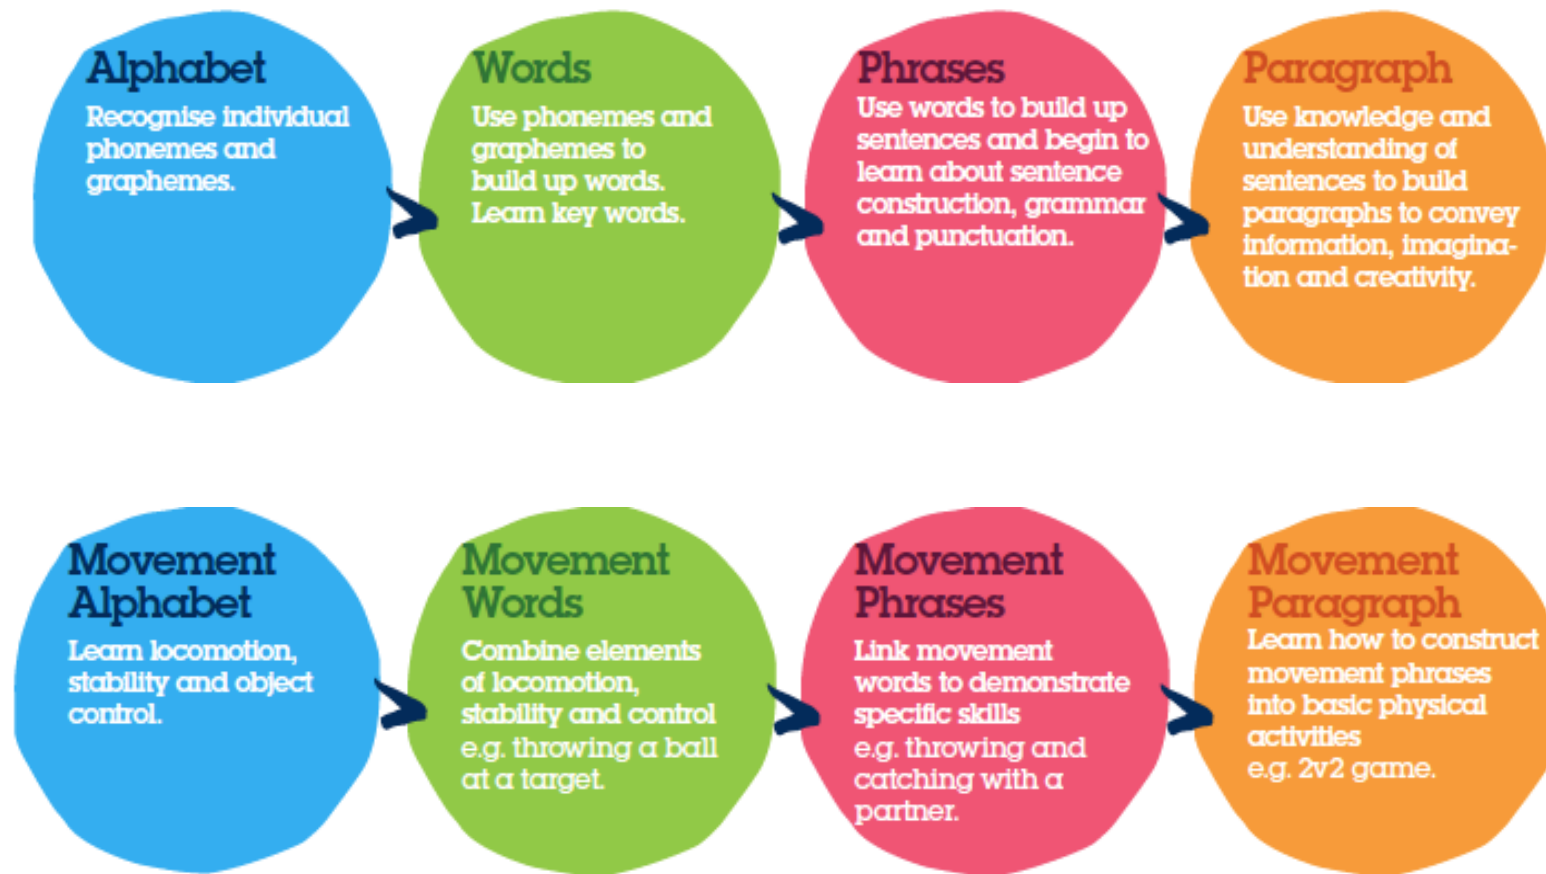 Alphabet
Recognise individual
phonemes and
graphemes.
Words
Use phonemes and
graphemes to
build up words.
Learn key words.
Phrases
Use words to build up
sentences and begin to
learn about sentence
construction, grammar
and punctuation.
Paragraph
Use knowledge and
understanding of
sentences to build
paragraphs to convey
information, imagina-
tion and creativity.
Movement
Alphabet
Learn locomotion,
stability and object
control.
Movement
Words
Combine elements
of locomotion,
stability and control
e.g. throwing a ball
at a target.
Movement
Phrases
Link movement
words to demonstrate
specific skills
e.g. throwing and
catching with a
partner.
Movement
Paragraph
Learn how to construct
movement phrases
into basic physical
activities
e.g. 2v2 game.